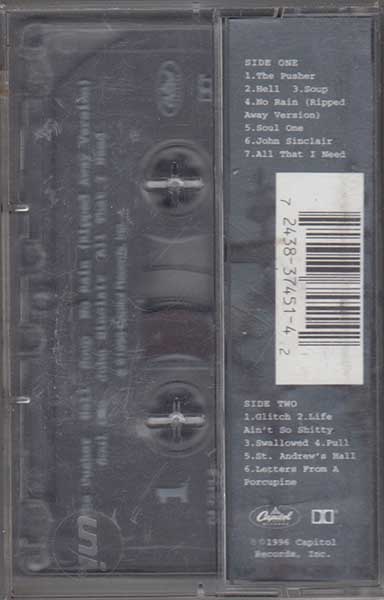 SIDE ONE
1.The Pusher
2.Hell 3.Soup
4.No Rain (Ripped
Away Version)
5.Soul One
6.John Sinclair
7.All That I Need
7 2438-37451-4 2
SIDE TWO
1.Glitch 2.Life
Ain't So Shitty
3.Swallowed 4.Pull
5.St. Andrew's Hall
6.Letters From A
Porcupine
Capitol
©1996 Capitol
Records, Inc.
1